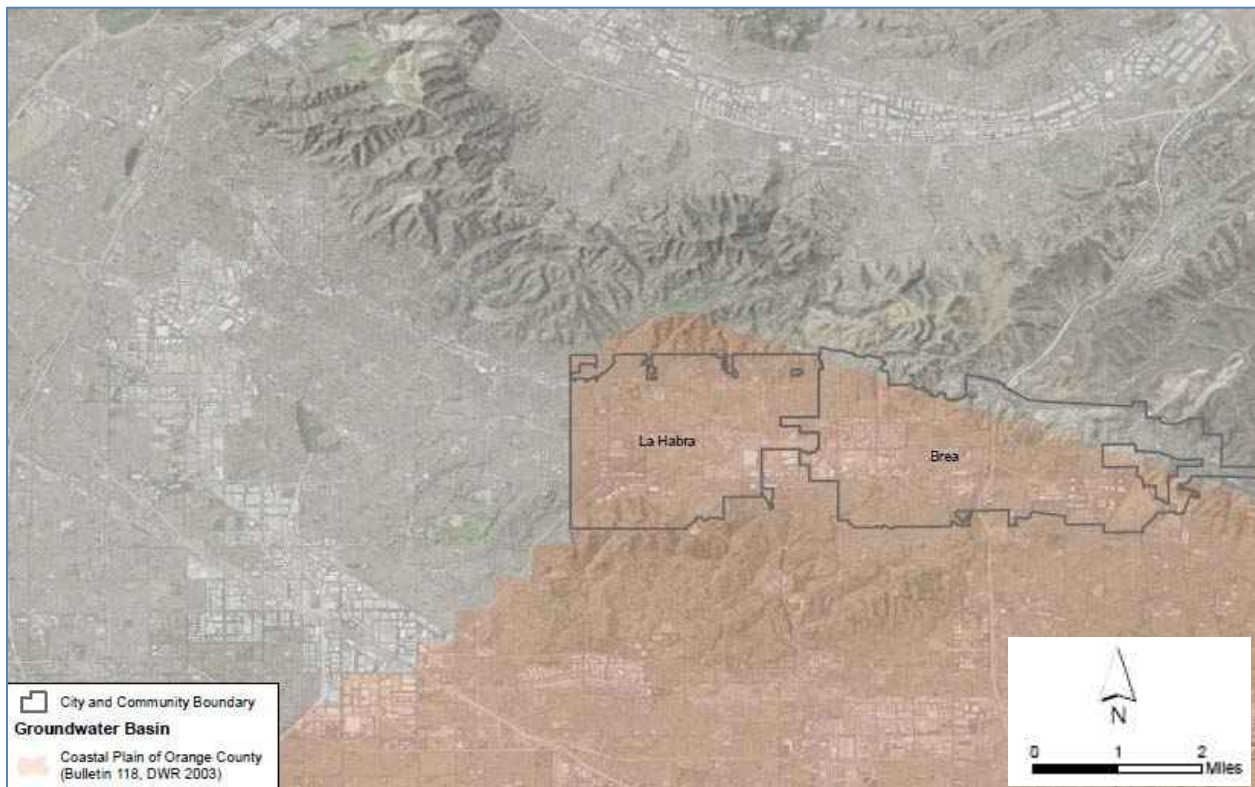 La Habra
Brea
City and Community Boundary
Groundwater Basin
Coastal Plain of Orange County
(Bulletin 118, DWR 2003)
N
0 1 2
Miles